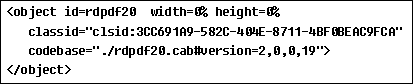 <object id=rdpdf20  width=0% height=0%
   classid="clsid:3CC691A9-582C-404E-8711-4BF0BEAC9FCA"
   codebase="./rdpdf20.cab#version=2,0,0,19">
</object>